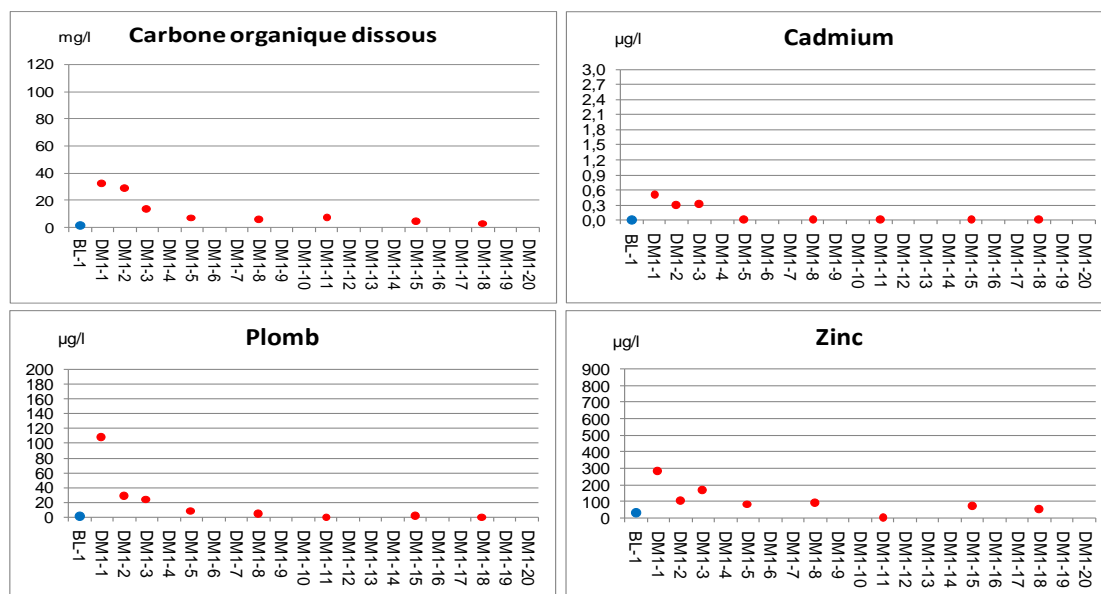 mg/l
Carbone organique dissous
120
100
80
60
40
20
0
BL-1
DM1-1
DM1-2
DM1-3
DM1-4
DM1-5
DM1-6
DM1-7
DM1-8
DM1-9
DM1-10
DM1-11
DM1-12
DM1-13
DM1-14
DM1-15
DM1-16
DM1-17
DM1-18
DM1-19
DM1-20
µg/l
Cadmium
3,0
2,7
2,4
2,1
1,8
1,5
1,2
0,9
0,6
0,3
0,0
BL-1
DM1-1
DM1-2
DM1-3
DM1-4
DM1-5
DM1-6
DM1-7
DM1-8
DM1-9
DM1-10
DM1-11
DM1-12
DM1-13
DM1-14
DM1-15
DM1-16
DM1-17
DM1-18
DM1-19
DM1-20
µg/l
Plomb
200
180
160
140
120
100
80
60
40
20
0
BL-1
DM1-1
DM1-2
DM1-3
DM1-4
DM1-5
DM1-6
DM1-7
DM1-8
DM1-9
DM1-10
DM1-11
DM1-12
DM1-13
DM1-14
DM1-15
DM1-16
DM1-17
DM1-18
DM1-19
DM1-20
µg/l
Zinc
900
800
700
600
500
400
300
200
100
0
BL-1
DM1-1
DM1-2
DM1-3
DM1-4
DM1-5
DM1-6
DM1-7
DM1-8
DM1-9
DM1-10
DM1-11
DM1-12
DM1-13
DM1-14
DM1-15
DM1-16
DM1-17
DM1-18
DM1-19
DM1-20